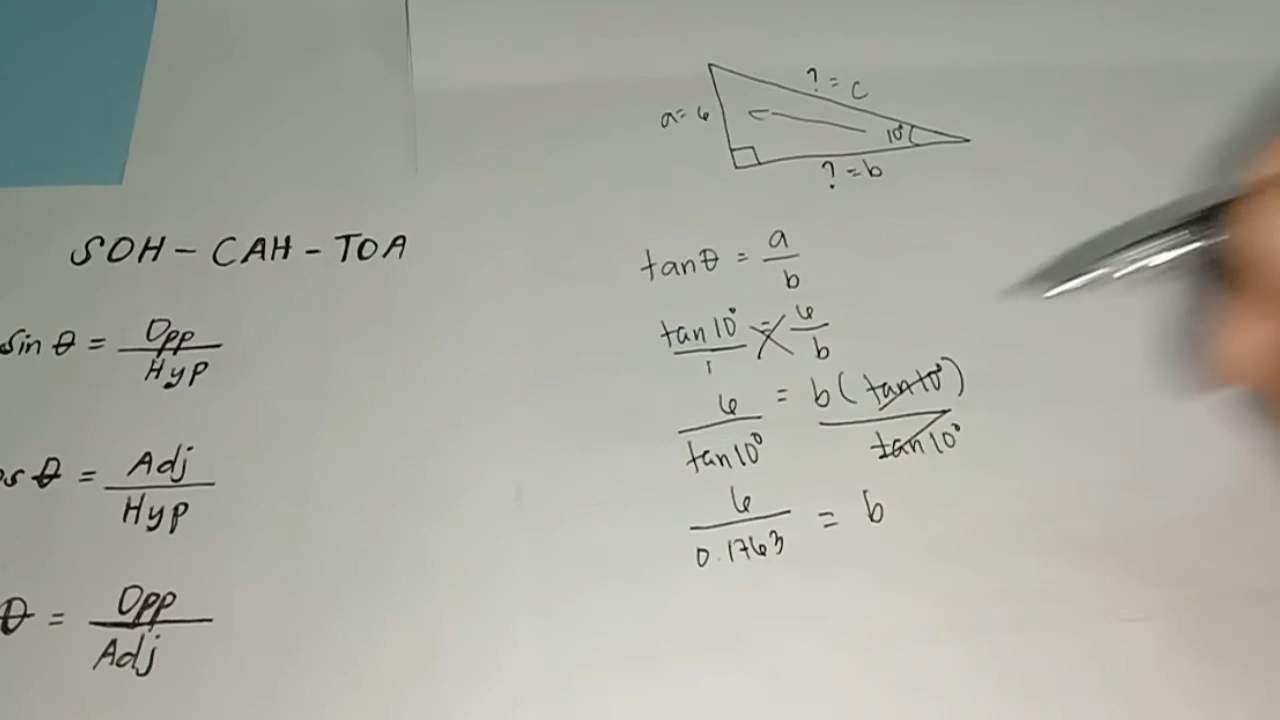 SOH - CAH - TOA
sin θ = Opp / Hyp
os θ = Adj / Hyp
θ = Opp / Adj
? = c
a = 6
10°
? = b
tan θ = a / b
tan 10° / 1 = 6 / b
6 / tan 10° = b ( tan 10° ) / tan 10°
6 / 0.1763 = b